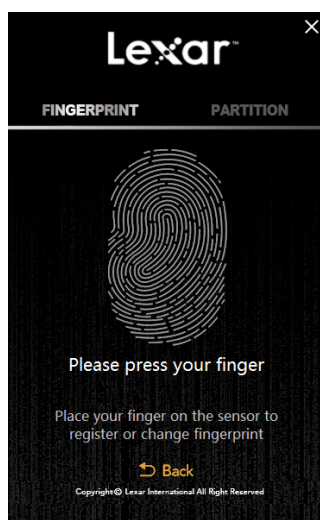 Lexar™
FINGERPRINT PARTITION
Please press your finger
Place your finger on the sensor to
register or change fingerprint
Back
Copyright© Lexar International All Right Reserved